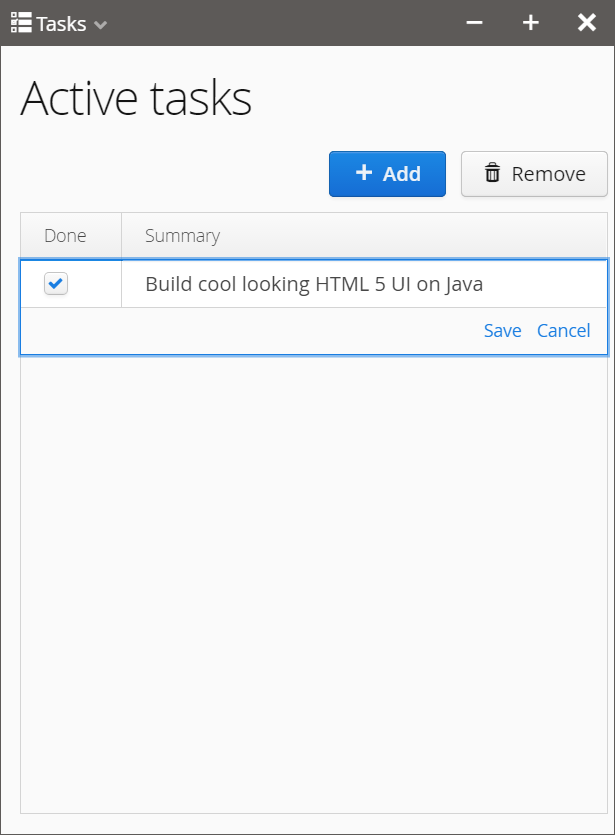 Tasks
Active tasks
Add Remove
Done Summary
Build cool looking HTML 5 UI on Java
Save Cancel